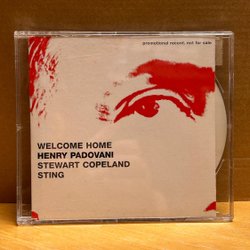 promotional record, not for sale
WELCOME HOME
HENRY PADOVANI
STEWART COPELAND
STING